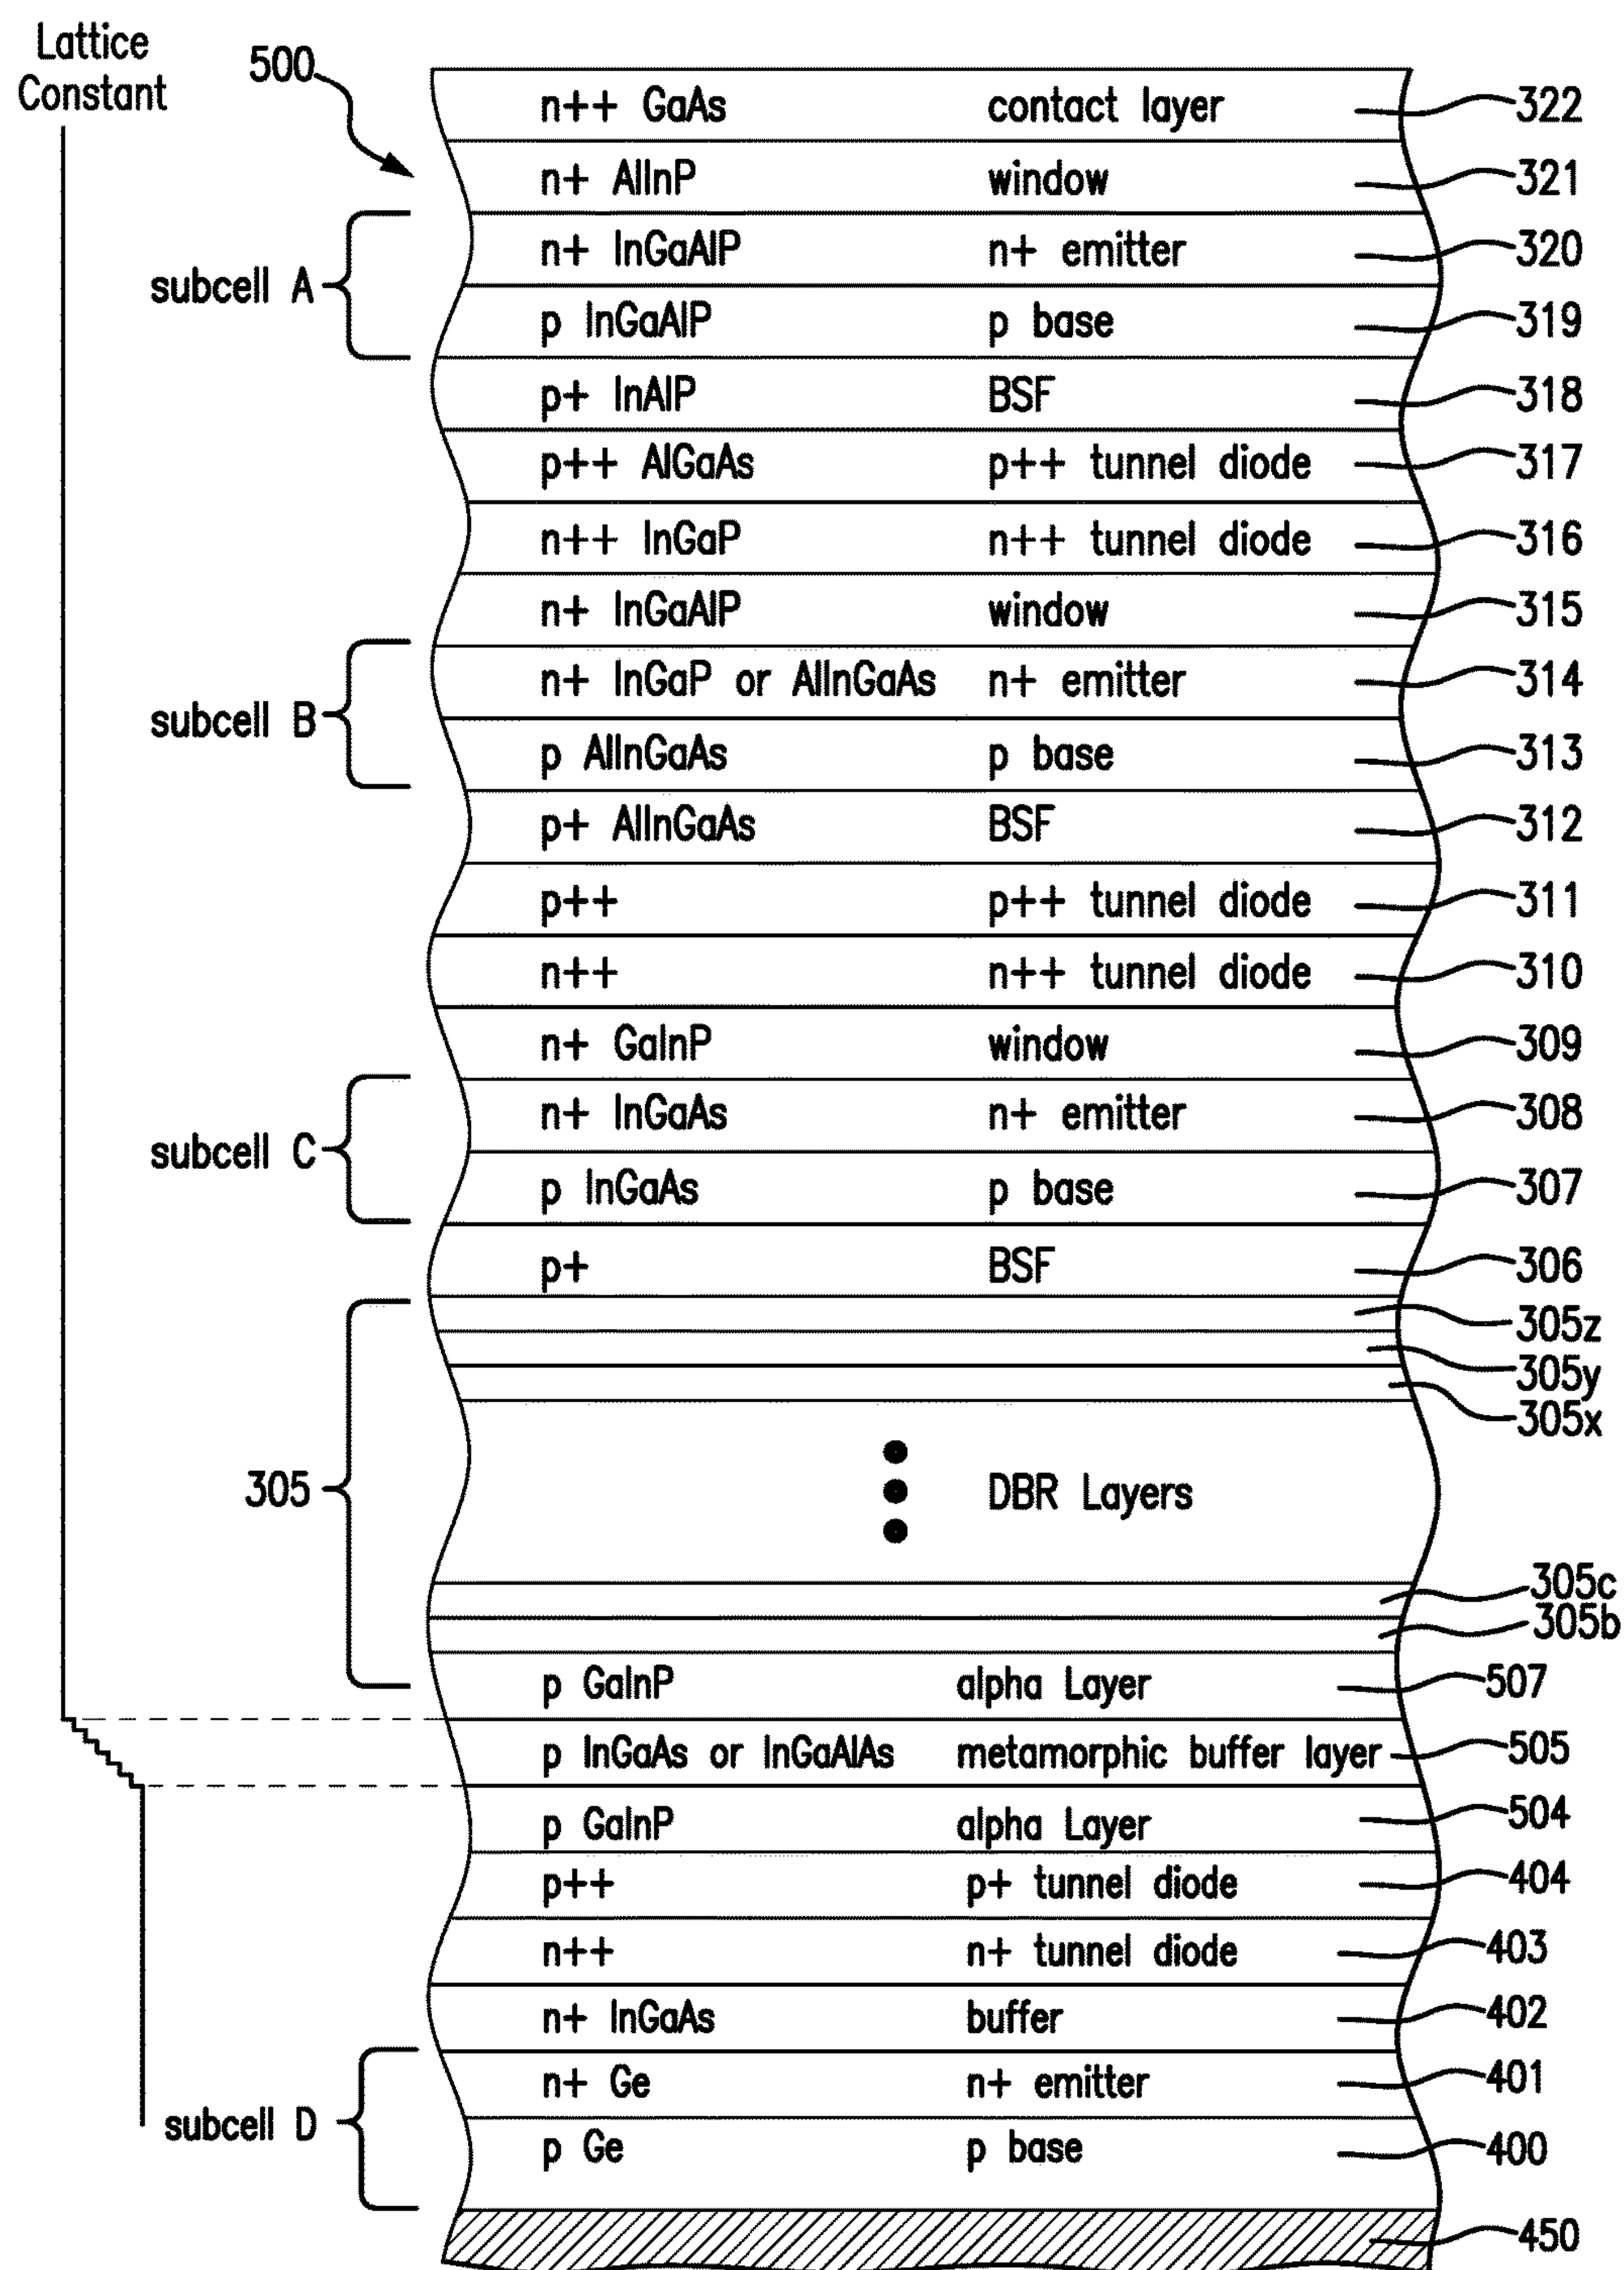 Lattice
Constant
500
n++ GaAs contact layer 322
n+ AlInP window 321
n+ InGaAlP n+ emitter 320
subcell A
p InGaAlP p base 319
p+ InAlP BSF 318
p++ AlGaAs p++ tunnel diode 317
n++ InGaP n++ tunnel diode 316
n+ InGaAlP window 315
n+ InGaP or AlInGaAs n+ emitter 314
subcell B
p AlInGaAs p base 313
p+ AlInGaAs BSF 312
p++ p++ tunnel diode 311
n++ n++ tunnel diode 310
n+ GaInP window 309
n+ InGaAs n+ emitter 308
subcell C
p InGaAs p base 307
p+ BSF 306
305z
305y
305x
305 DBR Layers
305c
305b
p GaInP alpha Layer 507
p InGaAs or InGaAlAs metamorphic buffer layer 505
p GaInP alpha Layer 504
p++ p+ tunnel diode 404
n++ n+ tunnel diode 403
n+ InGaAs buffer 402
n+ Ge n+ emitter 401
subcell D
p Ge p base 400
450